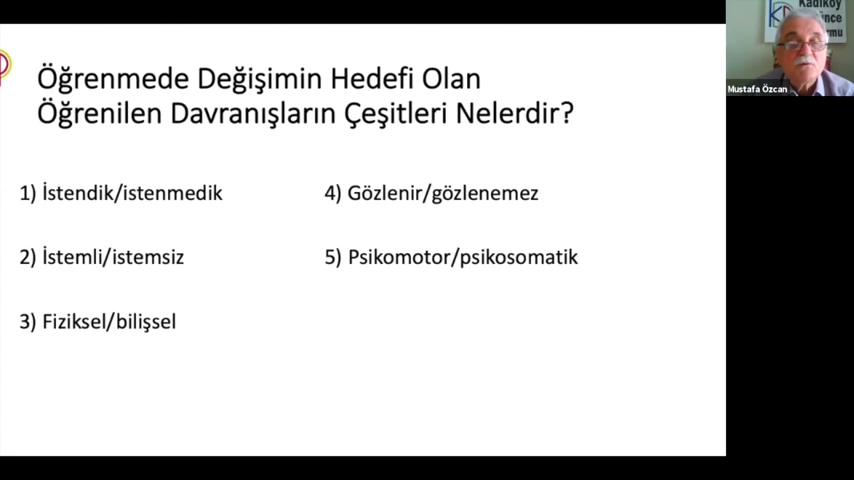 Öğrenmede Değişimin Hedefi Olan
Öğrenilen Davranışların Çeşitleri Nelerdir?
1) İstendik/istenmedik
2) İstemli/istemsiz
3) Fiziksel/bilişsel
4) Gözlenir/gözlenemez
5) Psikomotor/psikosomatik
Kadıköy
Mustafa Özcan